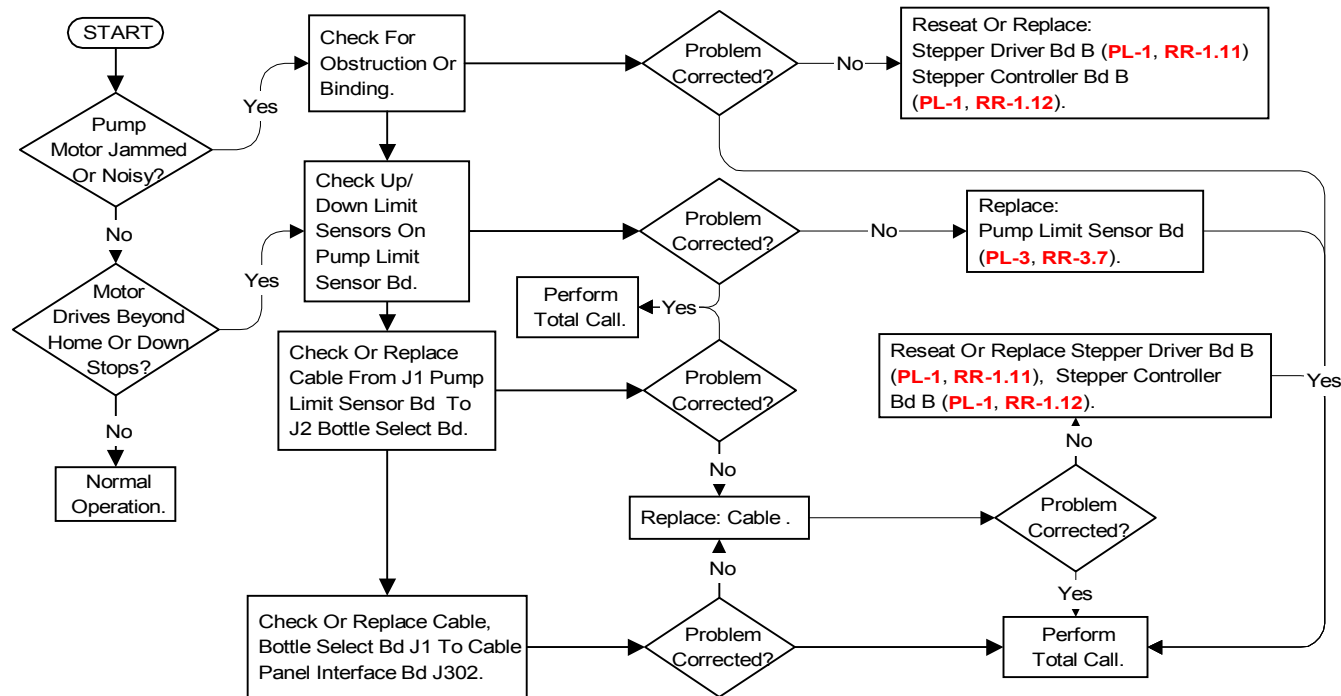 START
Pump
Motor Jammed
Or Noisy?
Yes
No
Motor
Drives Beyond
Home Or Down
Stops?
Yes
No
Normal
Operation.
Check For
Obstruction Or
Binding.
Problem
Corrected?
No
Reseat Or Replace:
Stepper Driver Bd B (PL-1, RR-1.11)
Stepper Controller Bd B
(PL-1, RR-1.12).
Check Up/
Down Limit
Sensors On
Pump Limit
Sensor Bd.
Problem
Corrected?
No
Replace:
Pump Limit Sensor Bd
(PL-3, RR-3.7).
Perform
Total Call.
Yes
Check Or Replace
Cable From J1 Pump
Limit Sensor Bd To
J2 Bottle Select Bd.
Problem
Corrected?
No
Reseat Or Replace Stepper Driver Bd B
(PL-1, RR-1.11), Stepper Controller
Bd B (PL-1, RR-1.12).
Yes
No
Replace: Cable .
Problem
Corrected?
No
Yes
Check Or Replace Cable,
Bottle Select Bd J1 To Cable
Panel Interface Bd J302.
Problem
Corrected?
Perform
Total Call.